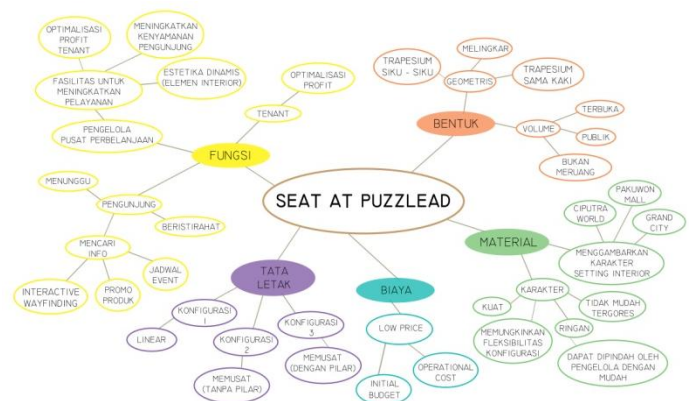 OPTIMALISASI
PROFIT
TENANT
MENINGKATKAN
KENYAMANAN
PENGUNJUNG
FASILITAS UNTUK
MENINGKATKAN
PELAYANAN
ESTETIKA DINAMIS
(ELEMEN INTERIOR)
PENGELOLA
PUSAT PERBELANJAAN
OPTIMALISASI
PROFIT
TENANT
FUNGSI
MENUNGGU
PENGUNJUNG
BERISTIRAHAT
MENCARI
INFO
INTERACTIVE
WAYFINDING
PROMO
PRODUK
JADWAL
EVENT
SEAT AT PUZZLEAD
MELINGKAR
TRAPESIUM
SIKU - SIKU
GEOMETRIS
TRAPESIUM
SAMA KAKI
BENTUK
VOLUME
TERBUKA
PUBLIK
BUKAN
MERUANG
MATERIAL
CIPUTRA
WORLD
PAKUWON
MALL
GRAND
CITY
MENGGAMBARKAN
KARAKTER
SETTING INTERIOR
KARAKTER
KUAT
TIDAK MUDAH
TERGORES
MEMUNGKINKAN
FLEKSIBILITAS
KONFIGURASI
RINGAN
DAPAT DIPINDAH OLEH
PENGELOLA DENGAN
MUDAH
TATA
LETAK
KONFIGURASI
1
LINEAR
KONFIGURASI
2
MEMUSAT
(TANPA PILAR)
KONFIGURASI
3
MEMUSAT
(DENGAN PILAR)
BIAYA
LOW PRICE
INITIAL
BUDGET
OPERATIONAL
COST